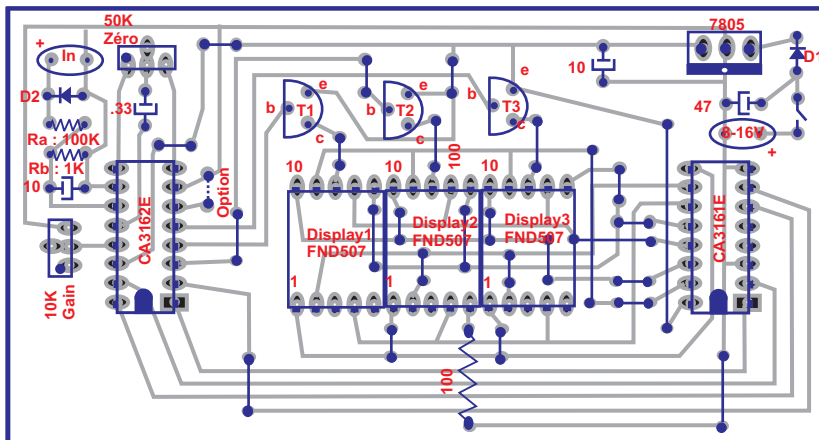 50K
Zéro
7805
+
In
D1
D2
.33
10
e
e
e
b
T1
b
T2
b
T3
c
c
c
47
8-16V
+
Ra : 100K
Rb : 1K
10
Option
100
10
10
10
CA3162E
CA3161E
Display1
FND507
Display2
FND507
Display3
FND507
10K
Gain
1
1
1
100